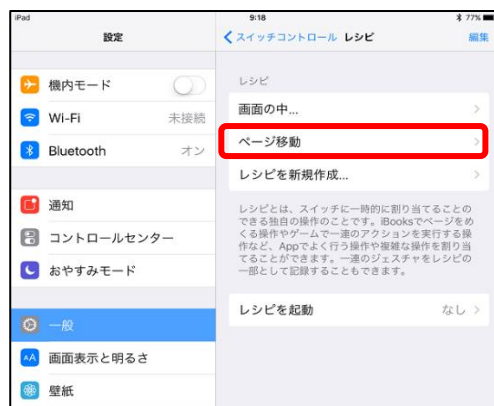 iPad
9:18
77%
設定
スイッチコントロール
レシピ
編集
機内モード
Wi-Fi
未接続
Bluetooth
オン
通知
コントロールセンター
おやすみモード
一般
AA
画面表示と明るさ
壁紙
レシピ
画面の中...
ページ移動
レシピを新規作成...
レシピとは、スイッチに一時的に割り当てることの
できる独自の操作のことです。iBooksでページをめ
くる操作やゲームで一連のアクションを実行する操
作など、Appでよく行う操作や複雑な操作を割り当
てることができます。一連のジェスチャをレシピの
一部として記録することもできます。
レシピを起動
なし